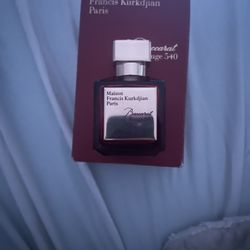 Francis Kurkdjian
Paris
Baccarat
Rouge 540
Maison
Francis Kurkdjian
Paris
Baccarat